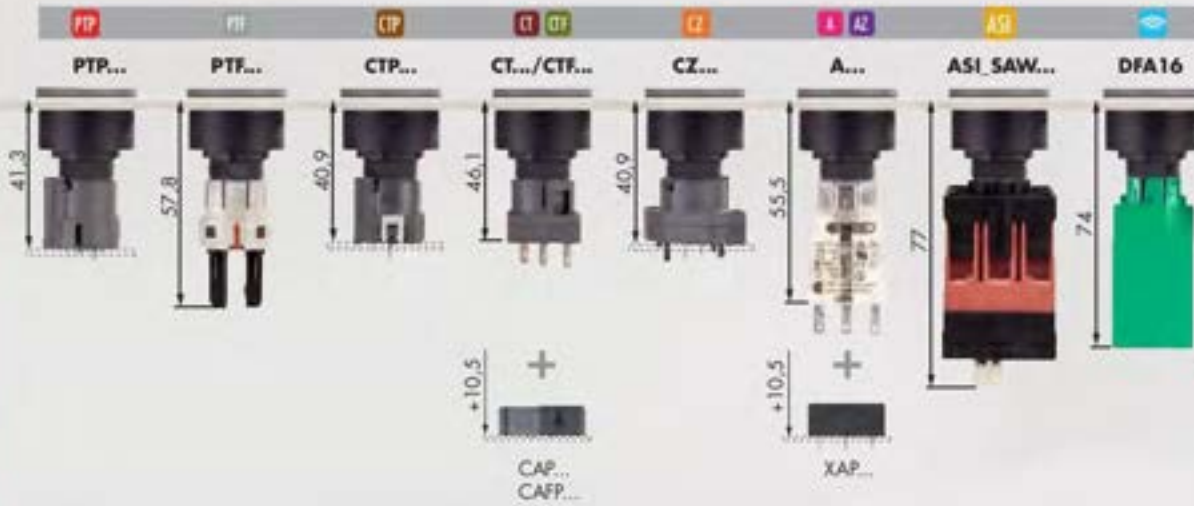 PTP PTF CTP CT CTF CZ A AZ ASI
PTP... PTF... CTP... CT.../CTF... CZ... A... ASI_SAW... DFA16
41,3 57,8 40,9 46,1 40,9 55,5 77 74
+10,5 + +10,5 +
CAP... XAP...
CAFP...